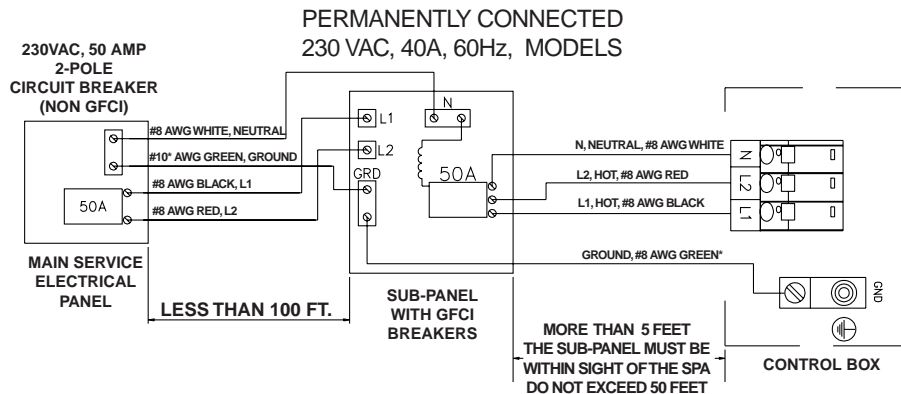 PERMANENTLY CONNECTED
230 VAC, 40A, 60Hz, MODELS
230VAC, 50 AMP
2-POLE
CIRCUIT BREAKER
(NON GFCI)
#8 AWG WHITE, NEUTRAL
#10* AWG GREEN, GROUND
#8 AWG BLACK, L1
#8 AWG RED, L2
50A
MAIN SERVICE
ELECTRICAL
PANEL
LESS THAN 100 FT.
L1
N
L2
GRD
50A
SUB-PANEL
WITH GFCI
BREAKERS
N, NEUTRAL, #8 AWG WHITE
L2, HOT, #8 AWG RED
L1, HOT, #8 AWG BLACK
GROUND, #8 AWG GREEN*
MORE THAN 5 FEET
THE SUB-PANEL MUST BE
WITHIN SIGHT OF THE SPA
DO NOT EXCEED 50 FEET
N
L2
L1
GND
CONTROL BOX